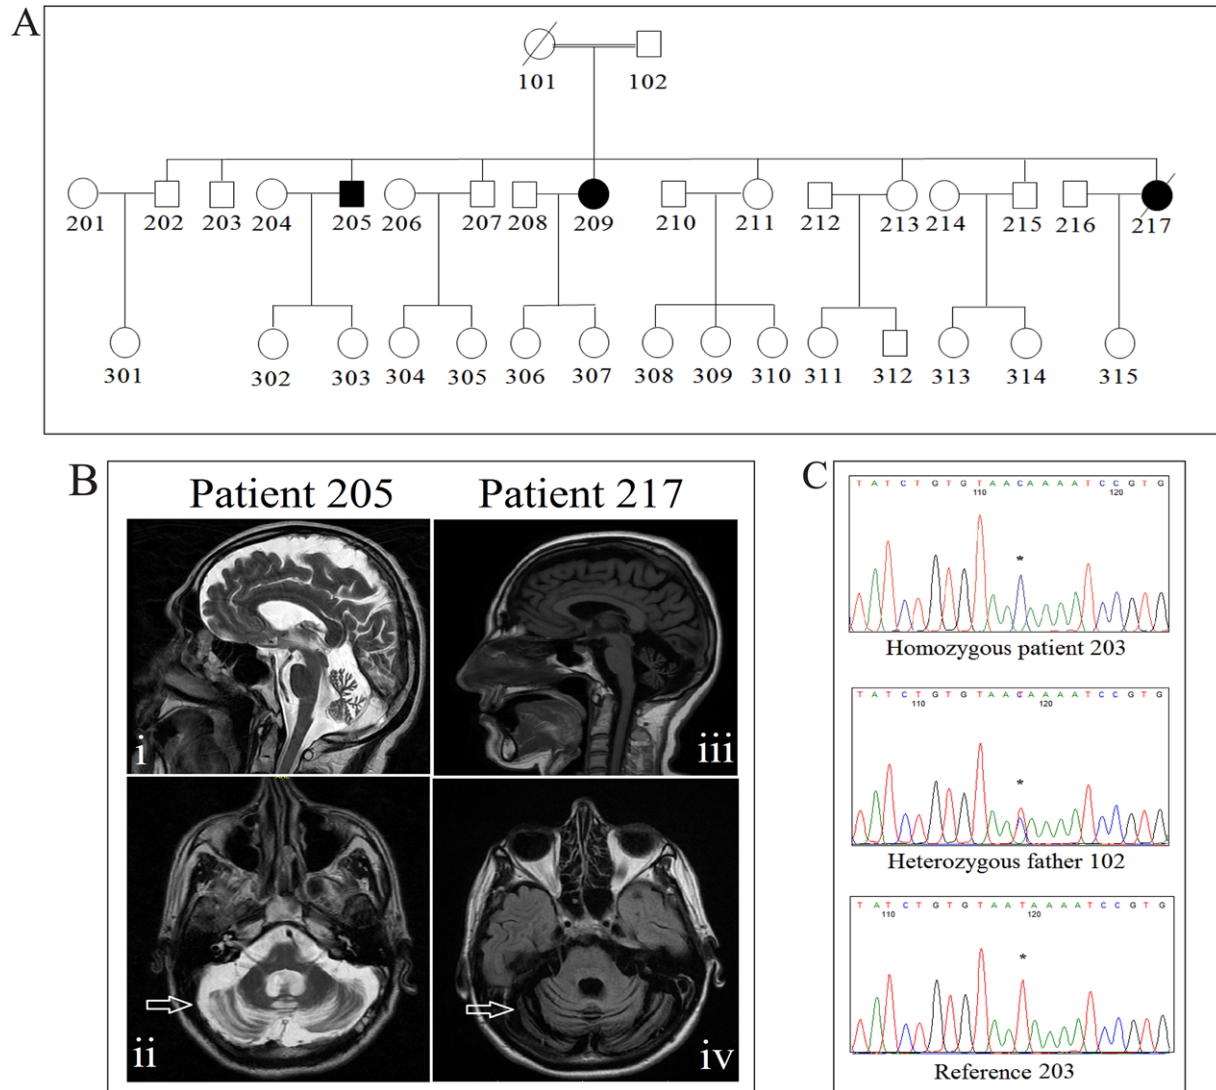 A
101 102
201 202 203 204 205 206 207 208 209 210 211 212 213 214 215 216 217
301 302 303 304 305 306 307 308 309 310 311 312 313 314 315
B
Patient 205 Patient 217
i iii
ii iv
C
T A T C T G T G T A A C A A A A T C C G T G
110 120
*
Homozygous patient 203
T A T C T G T G T A A C A A A A T C C G T G
110 120
*
Heterozygous father 102
T A T C T G T G T A A T A A A A T C C G T G
110 120
*
Reference 203